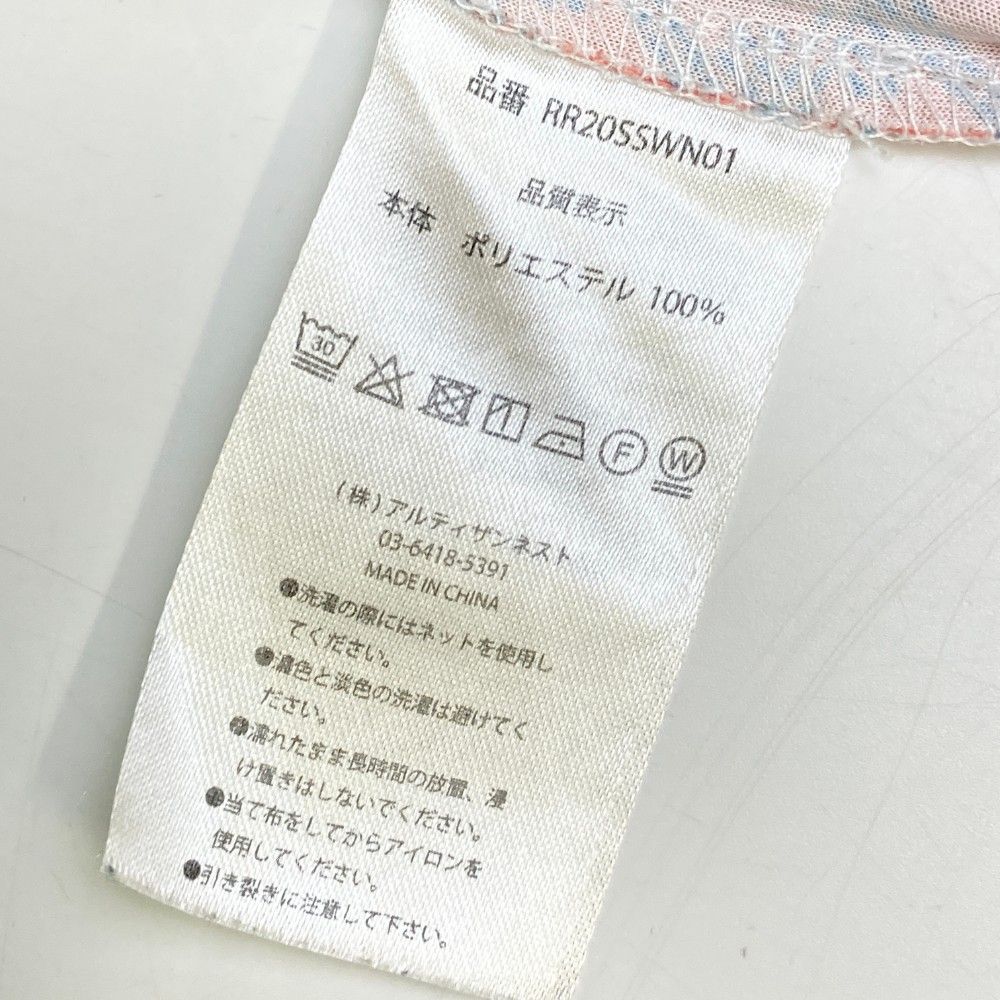 品番 RR20SSWN01
品質表示
本体 ポリエステル 100%
30
F W
(株)アルティザンネスト
03-6418-5391
MADE IN CHINA
●洗濯の際にはネットを使用し
てください。
●濃色と淡色の洗濯は避けてく
ださい。
●濡れたまま長時間の放置、浸
け置きはしないでください。
●当て布をしてからアイロンを
使用してください。
●引き裂きに注意して下さい。